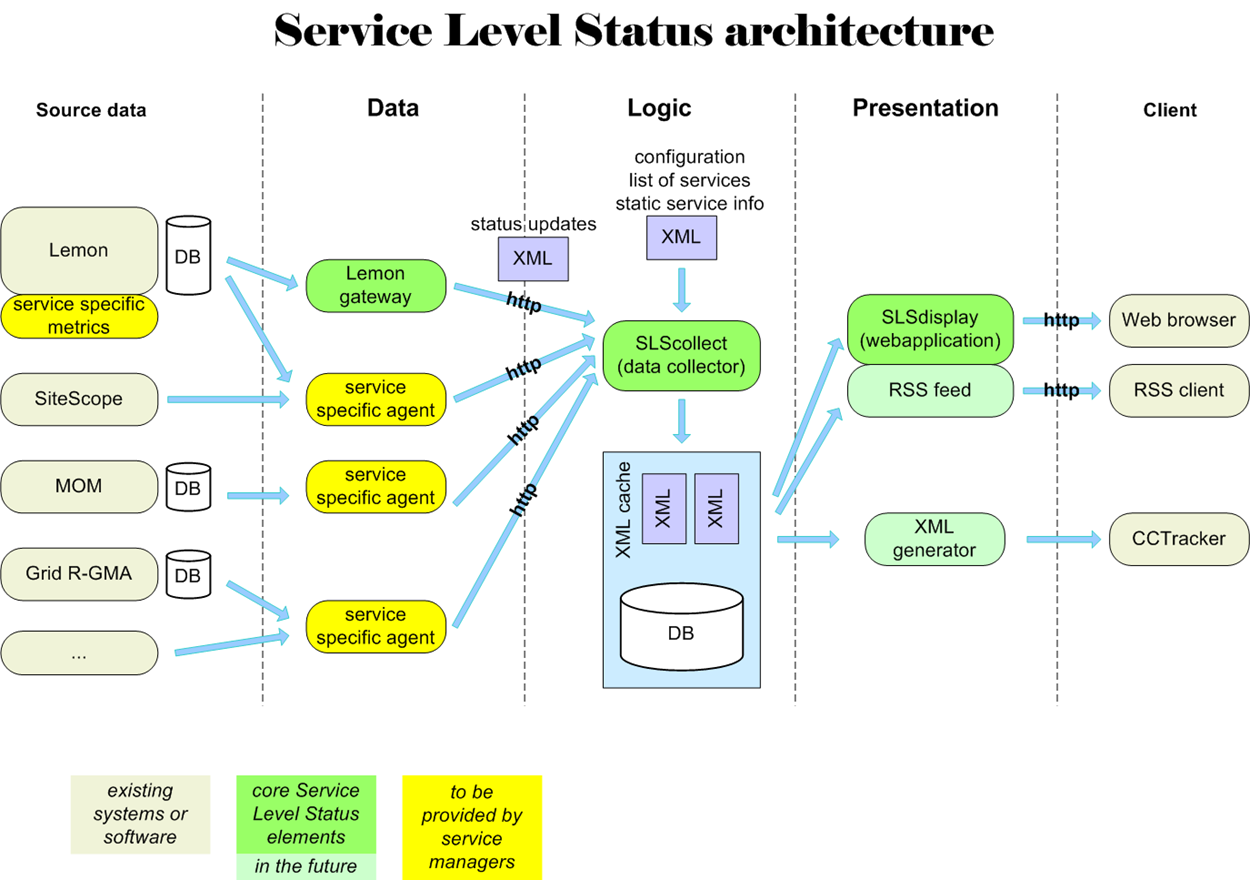 Service Level Status architecture
Source data
Data
Logic
Presentation
Client
Lemon
DB
service specific
metrics
SiteScope
MOM
DB
Grid R-GMA
DB
...
Lemon
gateway
service
specific agent
service
specific agent
service
specific agent
status updates
XML
http
http
http
http
configuration
list of services
static service info
XML
SLScollect
(data collector)
XML cache
XML
XML
DB
SLSdisplay
(webapplication)
RSS feed
XML
generator
http
http
Web browser
RSS client
CCTracker
existing
systems or
software
core Service
Level Status
elements
in the future
to be
provided by
service
managers